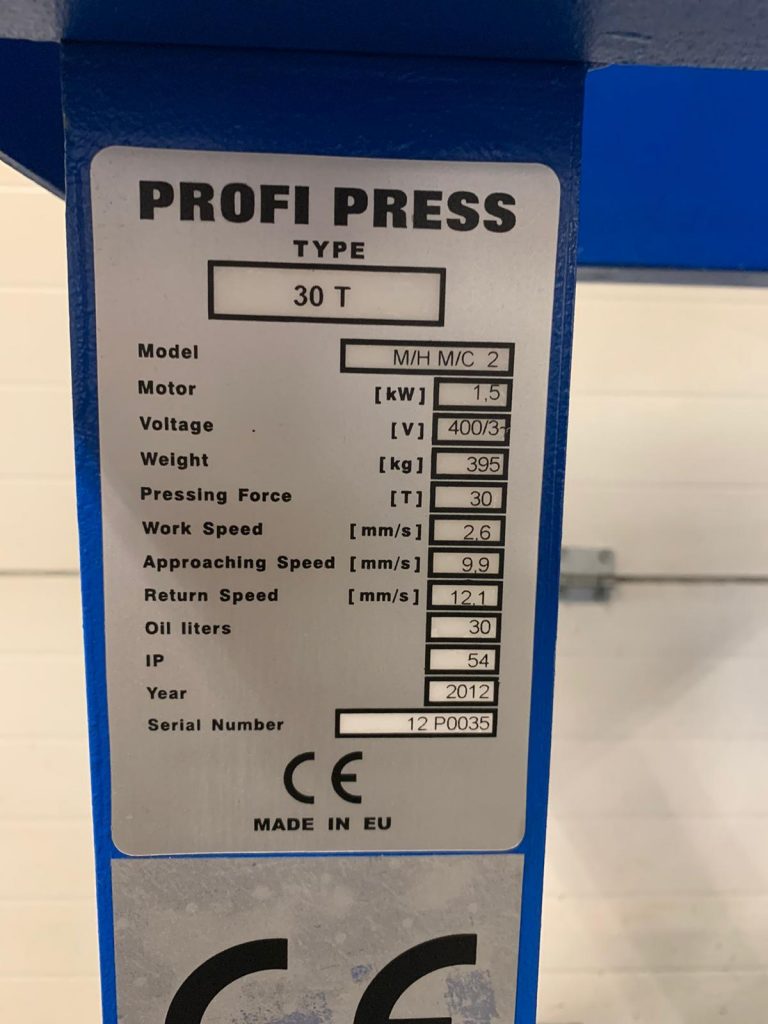 PROFI PRESS
TYPE
30 T
Model M/H M/C 2
Motor [kW] 1,5
Voltage [V] 400/3~
Weight [kg] 395
Pressing Force [T] 30
Work Speed [mm/s] 2,6
Approaching Speed [mm/s] 9,9
Return Speed [mm/s] 12,1
Oil liters 30
IP 54
Year 2012
Serial Number 12 P0035
CE
MADE IN EU
CE